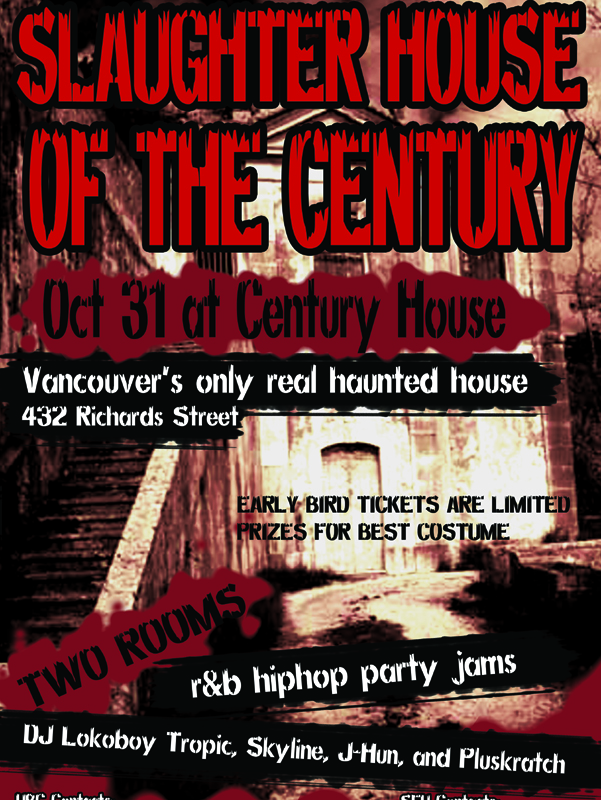 SLAUGHTER HOUSE
OF THE CENTURY
Oct 31 at Century House
Vancouver's only real haunted house
432 Richards Street
EARLY BIRD TICKETS ARE LIMITED
PRIZES FOR BEST COSTUME
TWO ROOMS
r&b hiphop party jams
DJ Lokoboy Tropic, Skyline, J-Hun, and Pluskratch